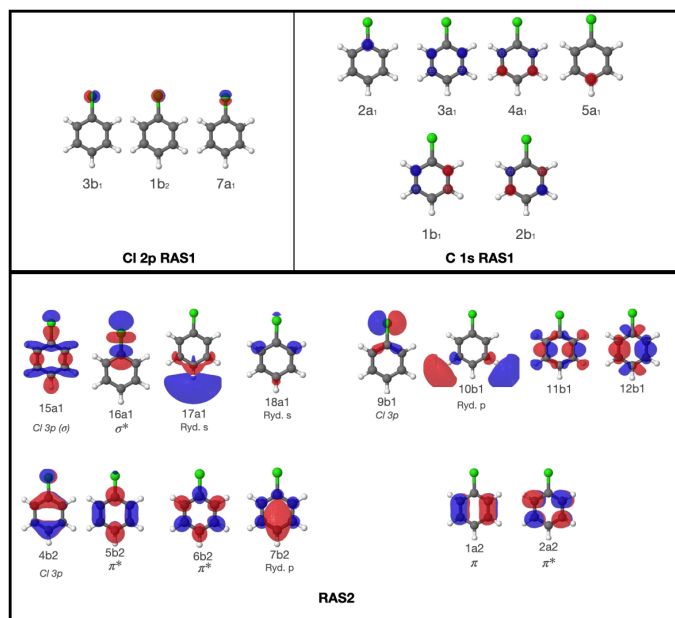 3b₁ 1b₂ 7a₁
Cl 2p RAS1
2a₁ 3a₁ 4a₁ 5a₁
1b₁ 2b₁
C 1s RAS1
15a1 16a1 17a1 18a1 9b1 10b1 11b1 12b1
Cl 3p (σ) σ* Ryd. s Ryd. s Cl 3p Ryd. p
4b2 5b2 6b2 7b2 1a2 2a2
Cl 3p π* π* Ryd. p π π*
RAS2